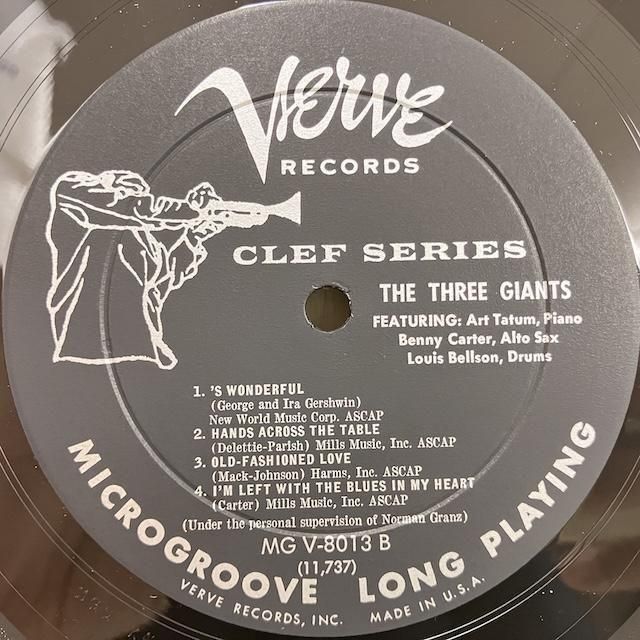 Verve
RECORDS
CLEF SERIES
THE THREE GIANTS
FEATURING: Art Tatum, Piano
Benny Carter, Alto Sax
Louis Bellson, Drums
1. 'S WONDERFUL
(George and Ira Gershwin)
New World Music Corp. ASCAP
2. HANDS ACROSS THE TABLE
(Delettie-Parish) Mills Music, Inc. ASCAP
3. OLD-FASHIONED LOVE
(Mack-Johnson) Harms, Inc. ASCAP
4. I'M LEFT WITH THE BLUES IN MY HEART
(Carter) Mills Music, Inc. ASCAP
(Under the personal supervision of Norman Granz)
MG V-8013 B
(11,737)
MICROGROOVE LONG PLAYING
VERVE RECORDS, INC. MADE IN U.S.A.